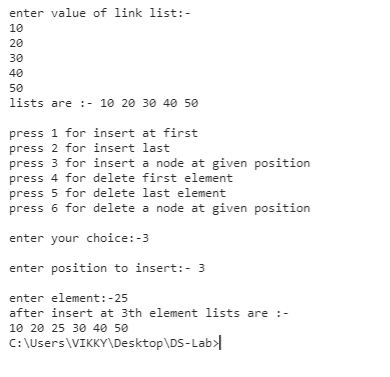 enter value of link list:-
10
20
30
40
50
lists are :- 10 20 30 40 50
press 1 for insert at first
press 2 for insert last
press 3 for insert a node at given position
press 4 for delete first element
press 5 for delete last element
press 6 for delete a node at given position
enter your choice:-3
enter position to insert:- 3
enter element:-25
after insert at 3th element lists are :-
10 20 25 30 40 50
C:\Users\VIKKY\Desktop\DS-Lab>